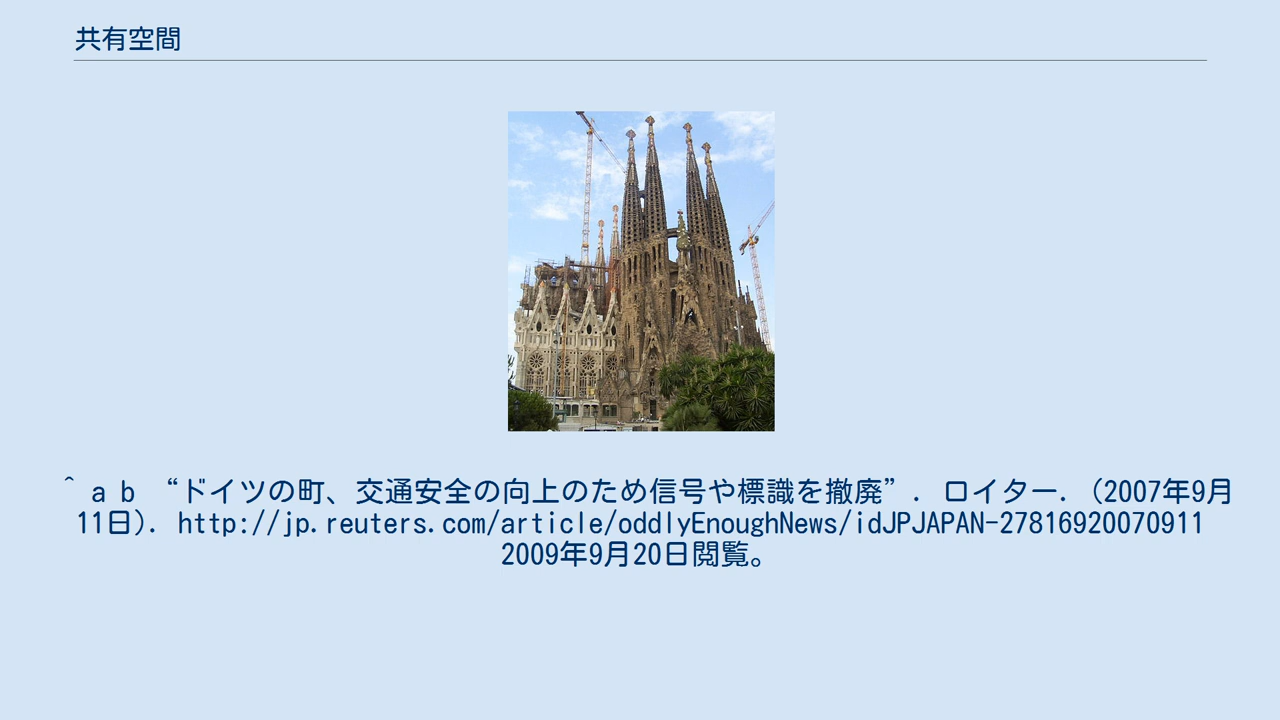 共有空間
^ a b “ドイツの町、交通安全の向上のため信号や標識を撤廃”. ロイター. (2007年9月
11日). http://jp.reuters.com/article/oddlyEnoughNews/idJPJAPAN-27816920070911
2009年9月20日閲覧。